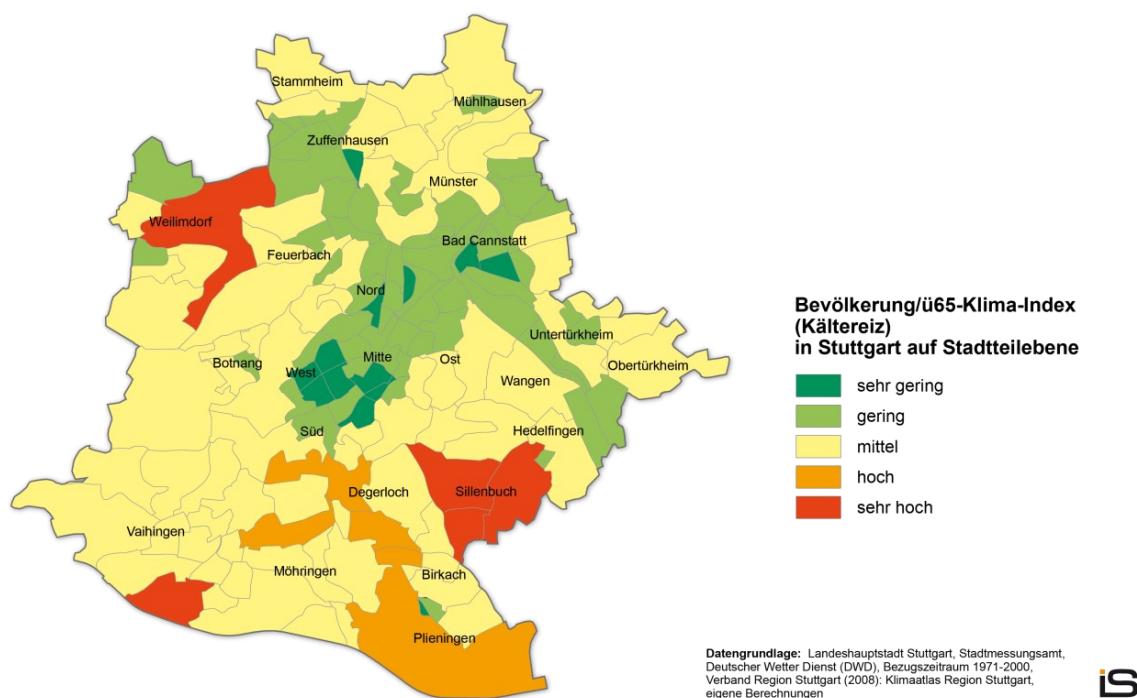 Stammheim
Mühlhausen
Zuffenhausen
Münster
Weilimdorf
Bad Cannstatt
Feuerbach
Nord
Untertürkheim
Botnang
West
Mitte
Ost
Obertürkheim
Wangen
Süd
Hedelfingen
Degerloch
Sillenbuch
Vaihingen
Möhringen
Birkach
Plieningen
Bevölkerung/ü65-Klima-Index
(Kältereiz)
in Stuttgart auf Stadtteilebene
sehr gering
gering
mittel
hoch
sehr hoch
Datengrundlage: Landeshauptstadt Stuttgart, Stadtmessungsamt,
Deutscher Wetter Dienst (DWD), Bezugszeitraum 1971-2000,
Verband Region Stuttgart (2008): Klimaatlas Region Stuttgart,
eigene Berechnungen
iS